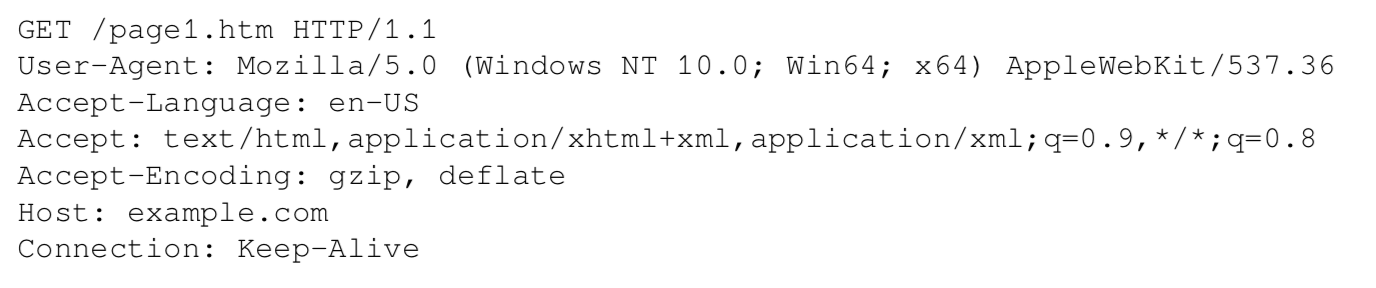 GET /page1.htm HTTP/1.1
User-Agent: Mozilla/5.0 (Windows NT 10.0; Win64; x64) AppleWebKit/537.36
Accept-Language: en-US
Accept: text/html,application/xhtml+xml,application/xml;q=0.9,*/*;q=0.8
Accept-Encoding: gzip, deflate
Host: example.com
Connection: Keep-Alive